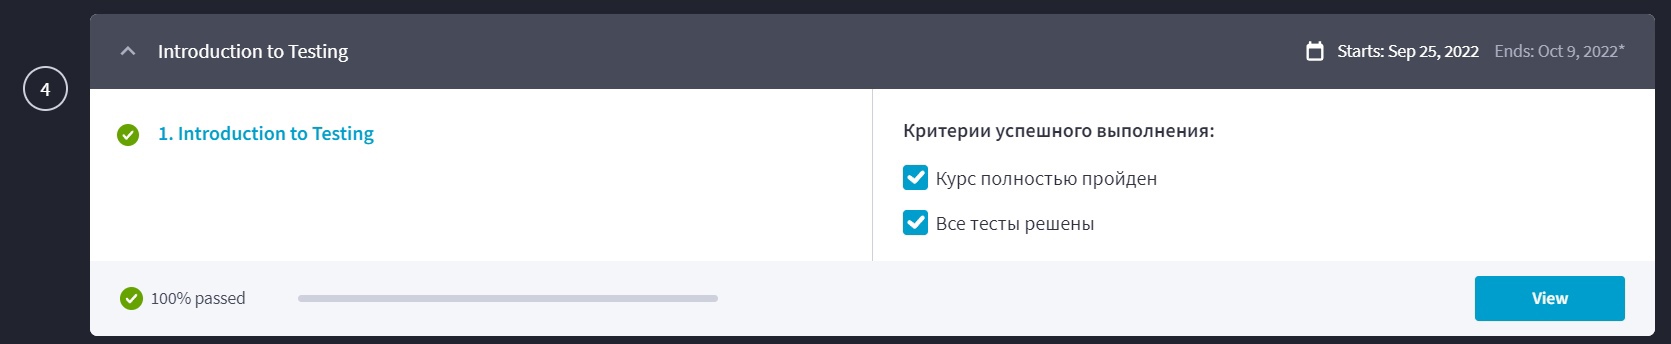 4
Introduction to Testing
Starts: Sep 25, 2022 Ends: Oct 9, 2022*
1. Introduction to Testing
Критерии успешного выполнения:
Курс полностью пройден
Все тесты решены
100% passed
View